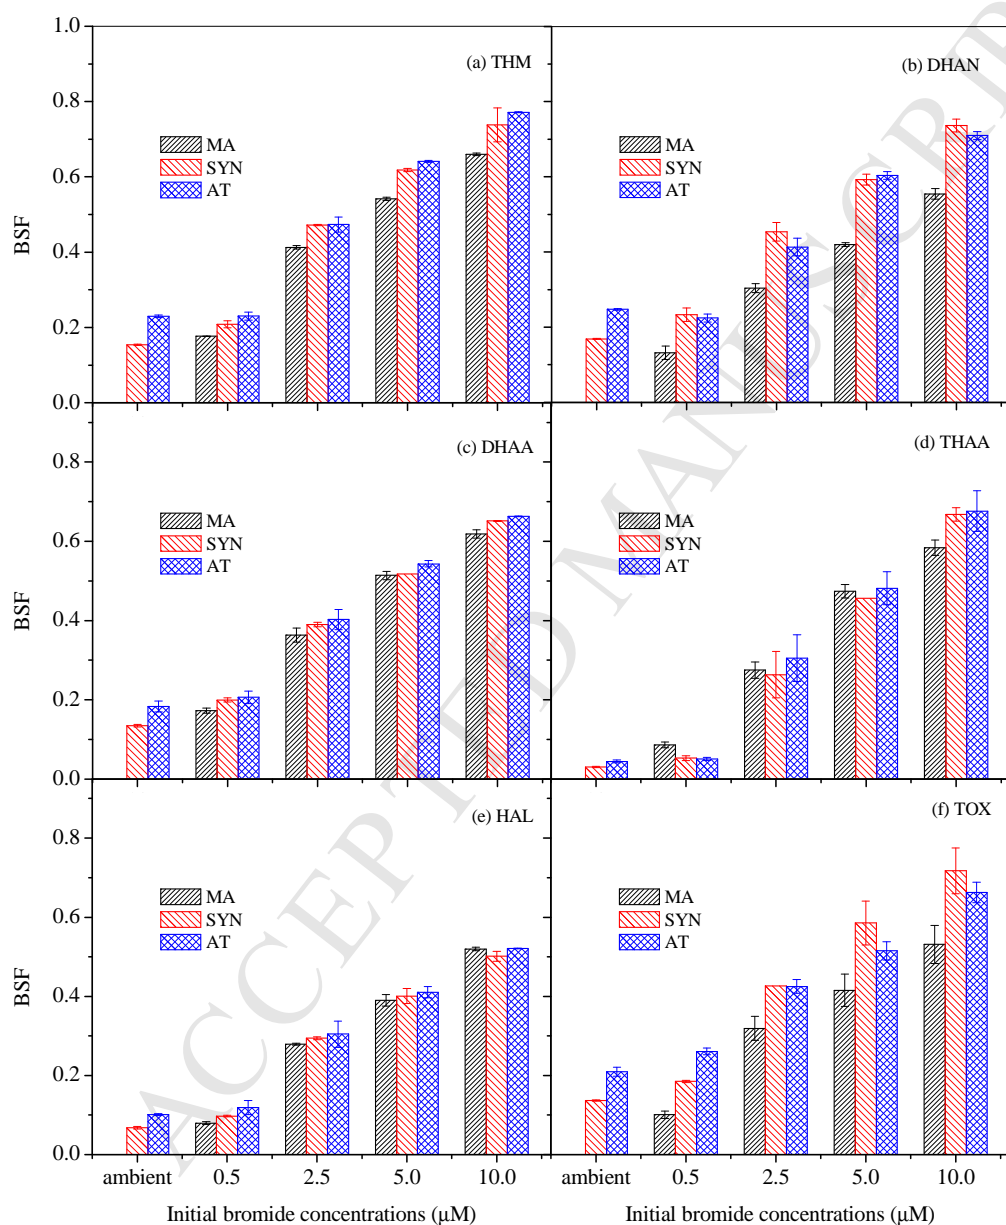 1.0
0.8
0.6
0.4
0.2
0.0
BSF
(a) THM
MA
SYN
AT
(b) DHAN
MA
SYN
AT
0.8
0.6
0.4
0.2
0.0
BSF
(c) DHAA
MA
SYN
AT
(d) THAA
MA
SYN
AT
0.8
0.6
0.4
0.2
0.0
BSF
(e) HAL
MA
SYN
AT
(f) TOX
MA
SYN
AT
ambient 0.5 2.5 5.0 10.0
ambient 0.5 2.5 5.0 10.0
Initial bromide concentrations (μM)
Initial bromide concentrations (μM)
ACCEPTED MANUSCRIP